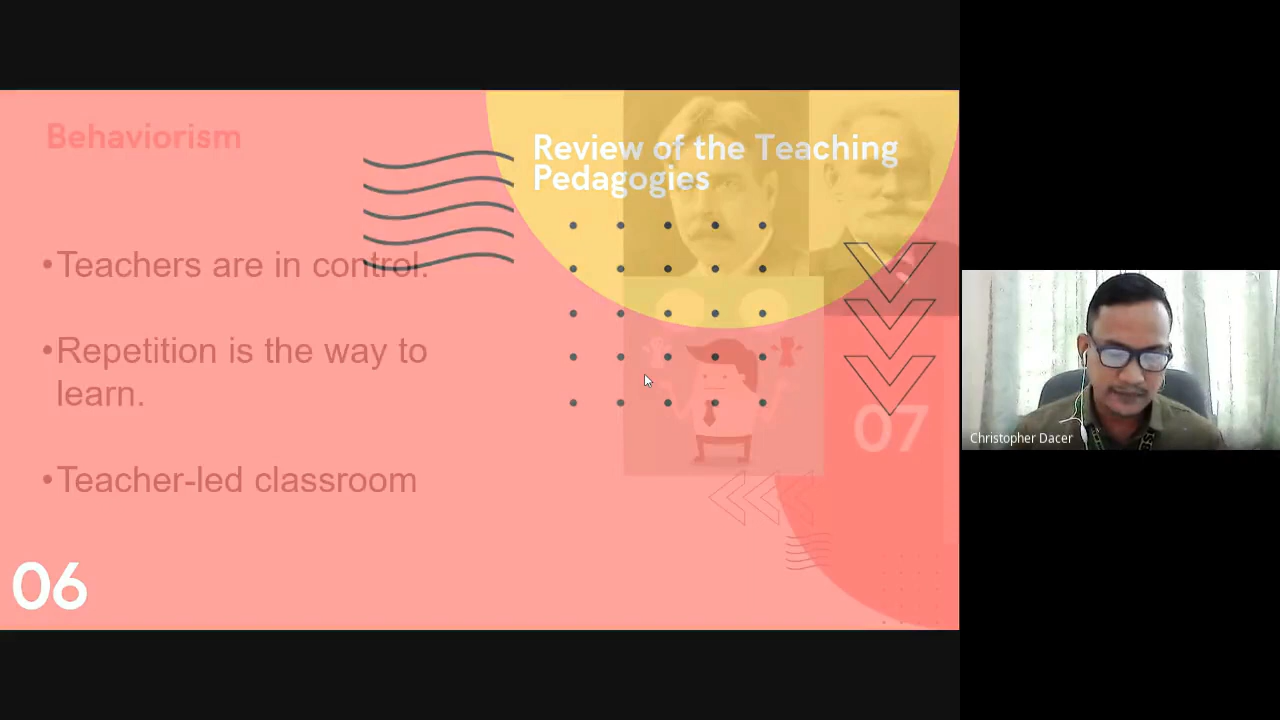 Behaviorism
Review of the Teaching
Pedagogies
•Teachers are in control.
•Repetition is the way to
learn.
•Teacher-led classroom
07
06
Christopher Dacer